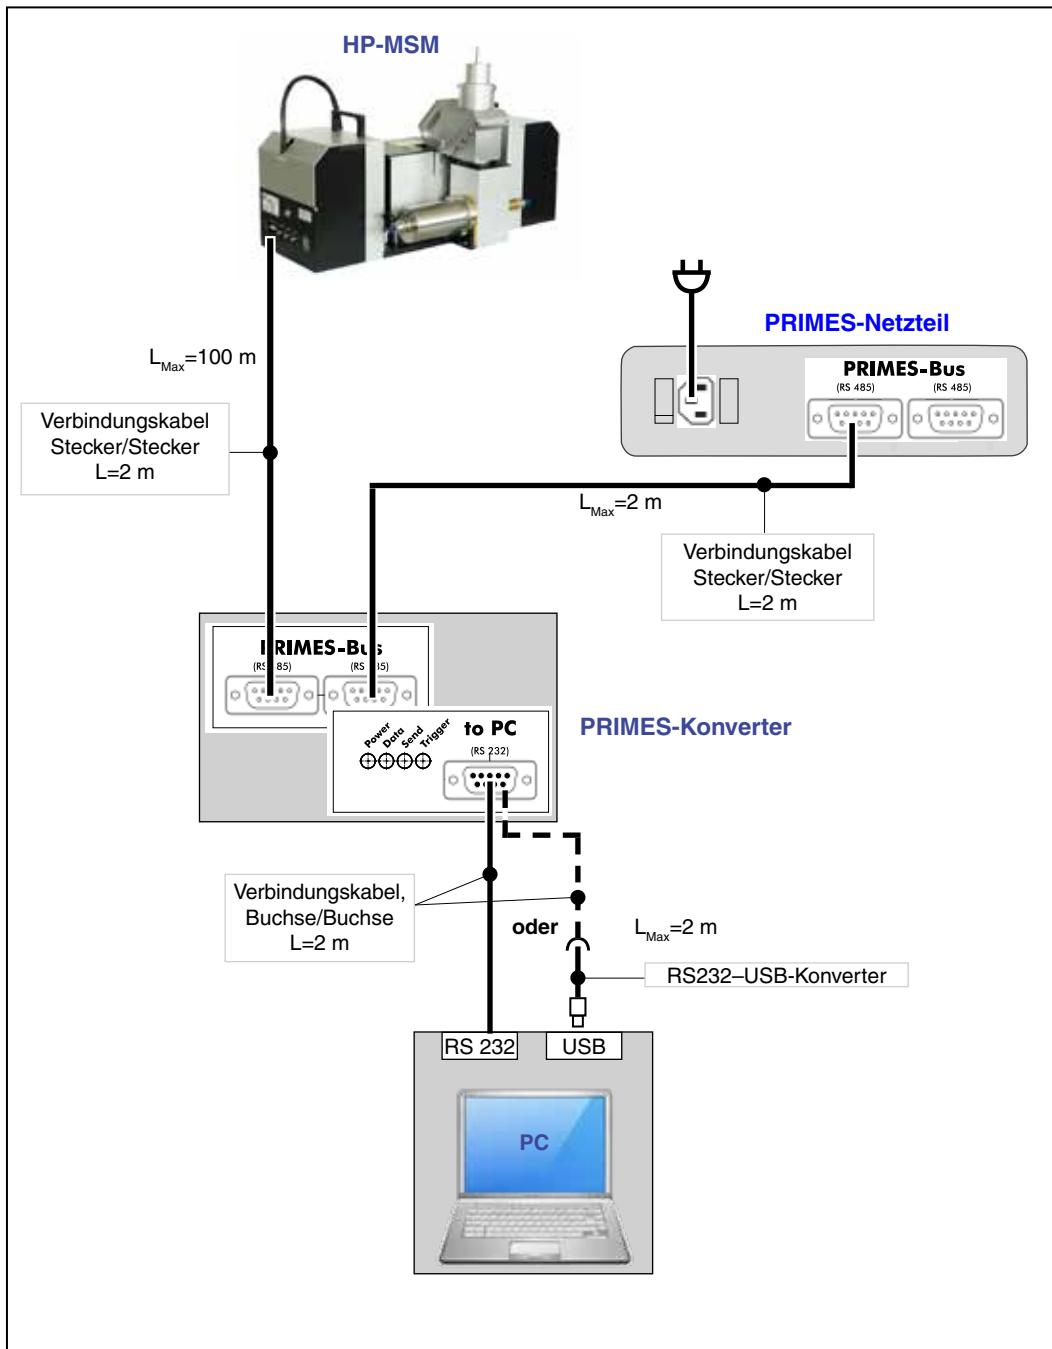 HP-MSM
PRIMES-Netzteil
PRIMES-Bus
(RS 485)
(RS 485)
LMax=100 m
Verbindungskabel
Stecker/Stecker
L=2 m
LMax=2 m
Verbindungskabel
Stecker/Stecker
L=2 m
PRIMES-Bus
PRIMES-Konverter
Power
Data
Send
Trigger
to PC
(RS 232)
Verbindungskabel,
Buchse/Buchse
L=2 m
oder
LMax=2 m
RS232–USB-Konverter
RS 232
USB
PC